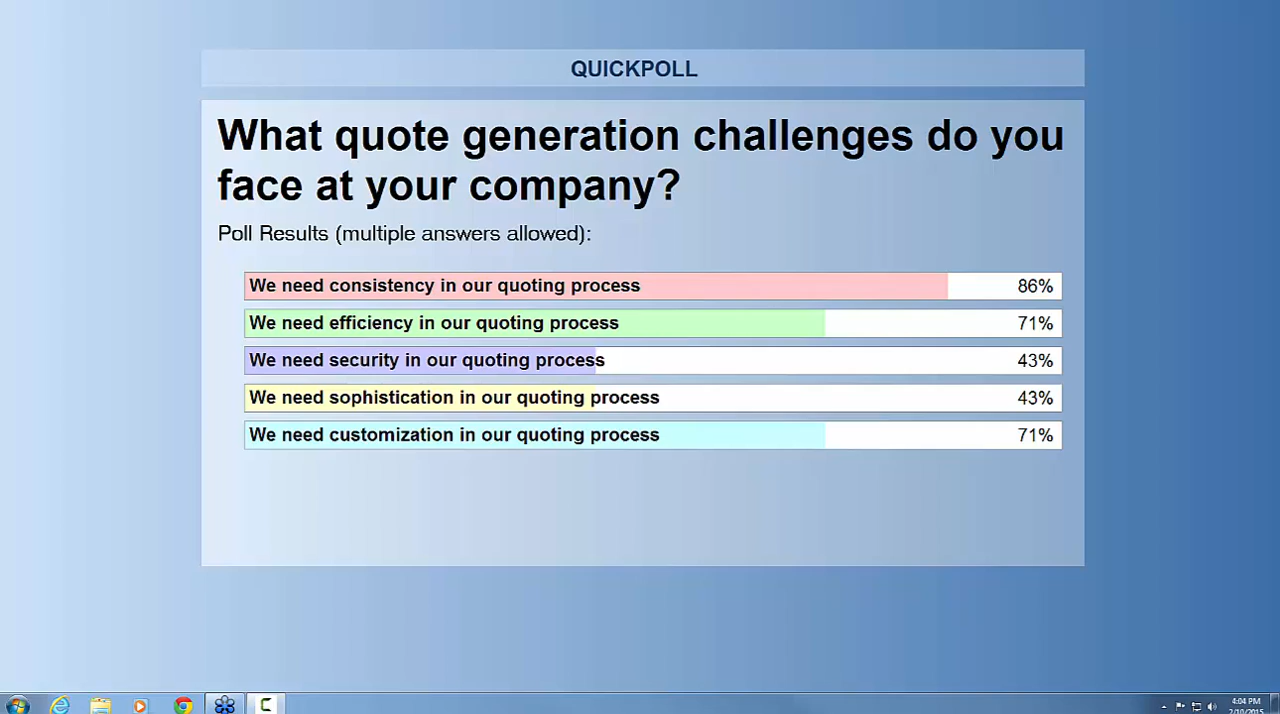 QUICKPOLL
What quote generation challenges do you
face at your company?
Poll Results (multiple answers allowed):
We need consistency in our quoting process 86%
We need efficiency in our quoting process 71%
We need security in our quoting process 43%
We need sophistication in our quoting process 43%
We need customization in our quoting process 71%
4:04 PM
2/10/2015